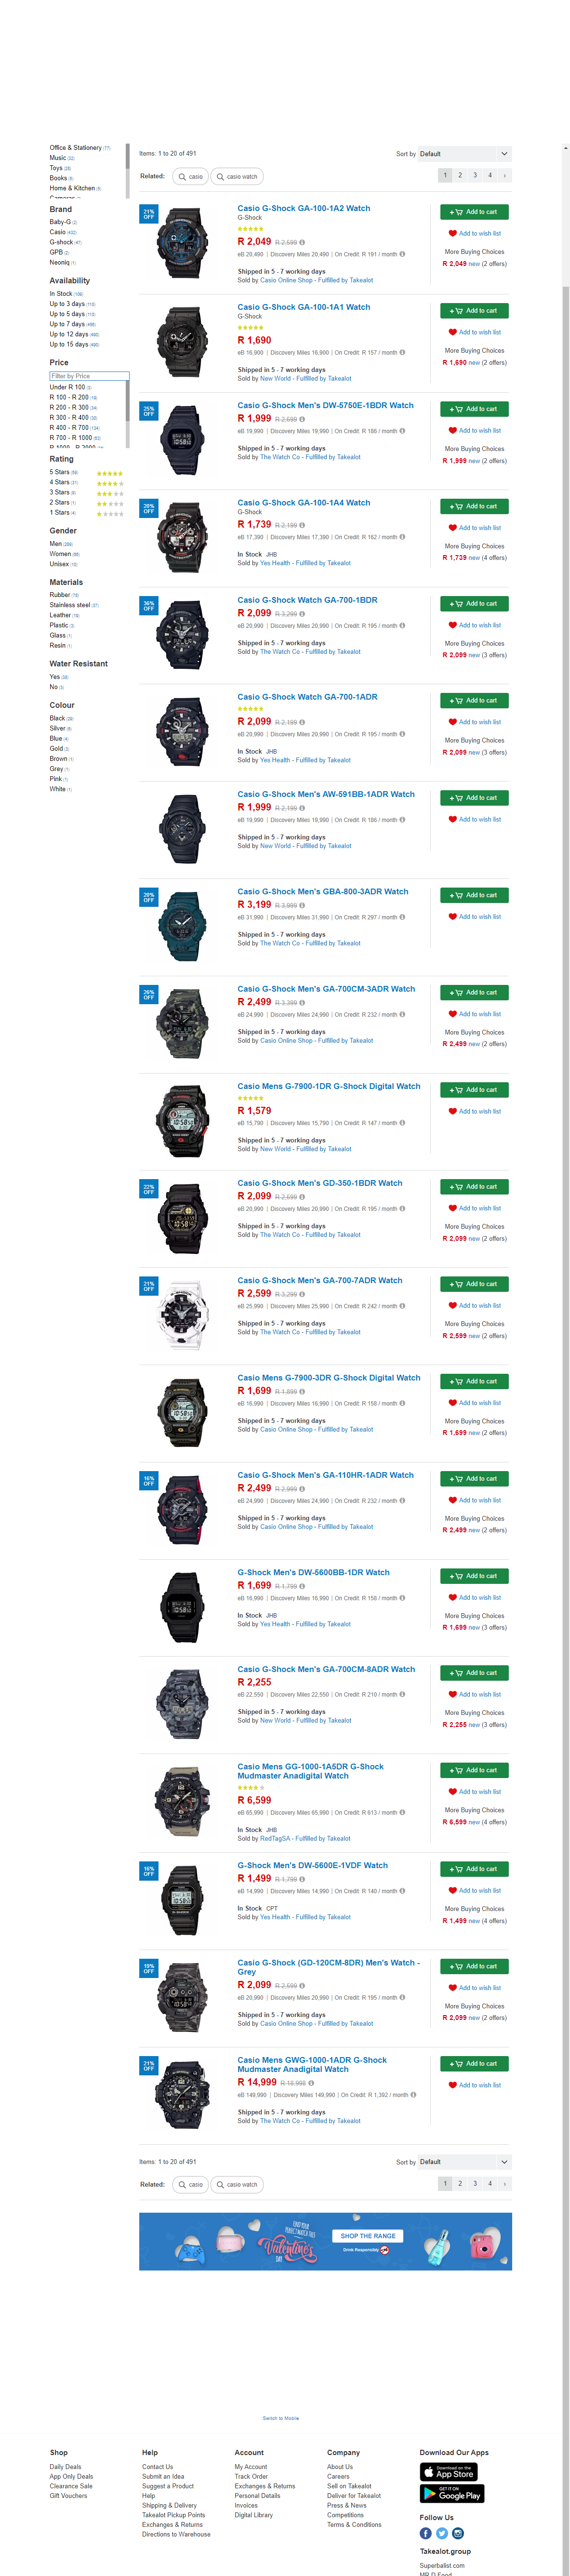 Office & Stationery (77)
Music (22)
Toys (28)
Books (8)
Home & Kitchen (6)
Brand
Baby-G (2)
Casio (432)
G-shock (41)
GPB (2)
Neoniq (1)
Availability
In Stock (106)
Up to 3 days (110)
Up to 5 days (110)
Up to 7 days (488)
Up to 12 days (490)
Up to 15 days (490)
Price
Filter by Price
Under R 100 (3)
R 100 - R 200 (18)
R 200 - R 300 (34)
R 300 - R 400 (30)
R 400 - R 700 (134)
R 700 - R 1000 (63)
Rating
5 Stars (59)
4 Stars (31)
3 Stars (8)
2 Stars (1)
1 Stars (4)
Gender
Men (289)
Women (68)
Unisex (15)
Materials
Rubber (79)
Stainless steel (37)
Leather (19)
Plastic (3)
Glass (1)
Resin (1)
Water Resistant
Yes (38)
No (3)
Colour
Black (28)
Silver (8)
Blue (4)
Gold (3)
Brown (1)
Grey (1)
Pink (1)
White (1)
Items: 1 to 20 of 491
Sort by Default
Related: casio casio watch
1 2 3 4 ›
21% OFF
Casio G-Shock GA-100-1A2 Watch
G-Shock
R 2,049 R 2,599
eB 20,490 | Discovery Miles 20,490 | On Credit: R 191 / month
Shipped in 5 - 7 working days
Sold by Casio Online Shop - Fulfilled by Takealot
+ Add to cart
Add to wish list
More Buying Choices
R 2,049 new (2 offers)
Casio G-Shock GA-100-1A1 Watch
G-Shock
R 1,690
eB 16,900 | Discovery Miles 16,900 | On Credit: R 157 / month
Shipped in 5 - 7 working days
Sold by New World - Fulfilled by Takealot
+ Add to cart
Add to wish list
More Buying Choices
R 1,690 new (2 offers)
25% OFF
Casio G-Shock Men's DW-5750E-1BDR Watch
R 1,999 R 2,699
eB 19,990 | Discovery Miles 19,990 | On Credit: R 186 / month
Shipped in 5 - 7 working days
Sold by The Watch Co - Fulfilled by Takealot
+ Add to cart
Add to wish list
More Buying Choices
R 1,999 new (2 offers)
20% OFF
Casio G-Shock GA-100-1A4 Watch
G-Shock
R 1,739 R 2,199
eB 17,390 | Discovery Miles 17,390 | On Credit: R 162 / month
In Stock JHB
Sold by Yes Health - Fulfilled by Takealot
+ Add to cart
Add to wish list
More Buying Choices
R 1,739 new (4 offers)
36% OFF
Casio G-Shock Watch GA-700-1BDR
R 2,099 R 3,299
eB 20,990 | Discovery Miles 20,990 | On Credit: R 195 / month
Shipped in 5 - 7 working days
Sold by The Watch Co - Fulfilled by Takealot
+ Add to cart
Add to wish list
More Buying Choices
R 2,099 new (3 offers)
Casio G-Shock Watch GA-700-1ADR
R 2,099 R 2,199
eB 20,990 | Discovery Miles 20,990 | On Credit: R 195 / month
In Stock JHB
Sold by Yes Health - Fulfilled by Takealot
+ Add to cart
Add to wish list
More Buying Choices
R 2,099 new (3 offers)
Casio G-Shock Men's AW-591BB-1ADR Watch
R 1,999 R 2,199
eB 19,990 | Discovery Miles 19,990 | On Credit: R 186 / month
Shipped in 5 - 7 working days
Sold by New World - Fulfilled by Takealot
+ Add to cart
Add to wish list
20% OFF
Casio G-Shock Men's GBA-800-3ADR Watch
R 3,199 R 3,999
eB 31,990 | Discovery Miles 31,990 | On Credit: R 297 / month
Shipped in 5 - 7 working days
Sold by The Watch Co - Fulfilled by Takealot
+ Add to cart
Add to wish list
26% OFF
Casio G-Shock Men's GA-700CM-3ADR Watch
R 2,499 R 3,399
eB 24,990 | Discovery Miles 24,990 | On Credit: R 232 / month
Shipped in 5 - 7 working days
Sold by Casio Online Shop - Fulfilled by Takealot
+ Add to cart
Add to wish list
More Buying Choices
R 2,499 new (2 offers)
Casio Mens G-7900-1DR G-Shock Digital Watch
R 1,579
eB 15,790 | Discovery Miles 15,790 | On Credit: R 147 / month
Shipped in 5 - 7 working days
Sold by New World - Fulfilled by Takealot
+ Add to cart
Add to wish list
22% OFF
Casio G-Shock Men's GD-350-1BDR Watch
R 2,099 R 2,699
eB 20,990 | Discovery Miles 20,990 | On Credit: R 195 / month
Shipped in 5 - 7 working days
Sold by The Watch Co - Fulfilled by Takealot
+ Add to cart
Add to wish list
More Buying Choices
R 2,099 new (2 offers)
21% OFF
Casio G-Shock Men's GA-700-7ADR Watch
R 2,599 R 3,299
eB 25,990 | Discovery Miles 25,990 | On Credit: R 242 / month
Shipped in 5 - 7 working days
Sold by The Watch Co - Fulfilled by Takealot
+ Add to cart
Add to wish list
More Buying Choices
R 2,599 new (2 offers)
Casio Mens G-7900-3DR G-Shock Digital Watch
R 1,699 R 1,899
eB 16,990 | Discovery Miles 16,990 | On Credit: R 158 / month
Shipped in 5 - 7 working days
Sold by Casio Online Shop - Fulfilled by Takealot
+ Add to cart
Add to wish list
More Buying Choices
R 1,699 new (2 offers)
16% OFF
Casio G-Shock Men's GA-110HR-1ADR Watch
R 2,499 R 2,999
eB 24,990 | Discovery Miles 24,990 | On Credit: R 232 / month
Shipped in 5 - 7 working days
Sold by Casio Online Shop - Fulfilled by Takealot
+ Add to cart
Add to wish list
More Buying Choices
R 2,499 new (2 offers)
G-Shock Men's DW-5600BB-1DR Watch
R 1,699 R 1,799
eB 16,990 | Discovery Miles 16,990 | On Credit: R 158 / month
In Stock JHB
Sold by Yes Health - Fulfilled by Takealot
+ Add to cart
Add to wish list
More Buying Choices
R 1,699 new (3 offers)
Casio G-Shock Men's GA-700CM-8ADR Watch
R 2,255
eB 22,550 | Discovery Miles 22,550 | On Credit: R 210 / month
Shipped in 5 - 7 working days
Sold by New World - Fulfilled by Takealot
+ Add to cart
Add to wish list
More Buying Choices
R 2,255 new (3 offers)
Casio Mens GG-1000-1A5DR G-Shock
Mudmaster Anadigital Watch
R 6,599
eB 65,990 | Discovery Miles 65,990 | On Credit: R 613 / month
In Stock JHB
Sold by RedTagSA - Fulfilled by Takealot
+ Add to cart
Add to wish list
More Buying Choices
R 6,599 new (4 offers)
16% OFF
G-Shock Men's DW-5600E-1VDF Watch
R 1,499 R 1,799
eB 14,990 | Discovery Miles 14,990 | On Credit: R 140 / month
In Stock CPT
Sold by Yes Health - Fulfilled by Takealot
+ Add to cart
Add to wish list
More Buying Choices
R 1,499 new (4 offers)
19% OFF
Casio G-Shock (GD-120CM-8DR) Men's Watch -
Grey
R 2,099 R 2,599
eB 20,990 | Discovery Miles 20,990 | On Credit: R 195 / month
Shipped in 5 - 7 working days
Sold by Casio Online Shop - Fulfilled by Takealot
+ Add to cart
Add to wish list
More Buying Choices
R 2,099 new (2 offers)
21% OFF
Casio Mens GWG-1000-1ADR G-Shock
Mudmaster Anadigital Watch
R 14,999 R 18,998
eB 149,990 | Discovery Miles 149,990 | On Credit: R 1,392 / month
Shipped in 5 - 7 working days
Sold by The Watch Co - Fulfilled by Takealot
+ Add to cart
Add to wish list
Items: 1 to 20 of 491
Sort by Default
Related: casio casio watch
1 2 3 4 ›
FIND YOUR
PERFECT MATCH THIS
Valentine's
DAY
SHOP THE RANGE
Drink Responsibly
Switch to Mobile
Shop
Daily Deals
App Only Deals
Clearance Sale
Gift Vouchers
Help
Contact Us
Submit an Idea
Suggest a Product
Help
Shipping & Delivery
Takealot Pickup Points
Exchanges & Returns
Directions to Warehouse
Account
My Account
Track Order
Exchanges & Returns
Personal Details
Invoices
Digital Library
Company
About Us
Careers
Sell on Takealot
Deliver for Takealot
Press & News
Competitions
Terms & Conditions
Download Our Apps
Download on the
App Store
GET IT ON
Google Play
Follow Us
Takealot.group
Superbalist.com